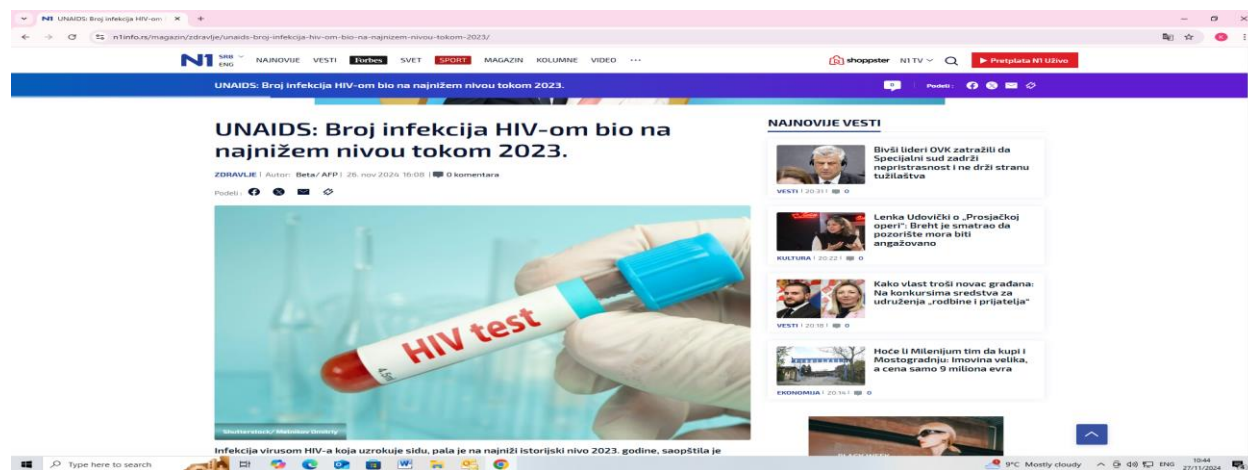 N1 UNAIDS: Broj infekcija HIV-om
n1info.rs/magazin/zdravlje/unaids-broj-infekcija-hiv-om-bio-na-najnizem-nivou-tokom-2023/
N1 SRB ENG NAJNOVIJE VESTI Forbes SVET SPORT MAGAZIN KOLUMNE VIDEO ··· shoppster N1 TV Pretplata N1 Uživo
UNAIDS: Broj infekcija HIV-om bio na najnižem nivou tokom 2023. 0 Podeli:
UNAIDS: Broj infekcija HIV-om bio na
najnižem nivou tokom 2023.
ZDRAVLJE | Autor: Beta/ AFP | 26. nov 2024 16:08 | 0 komentara
Podeli:
HIV test
4.5ml
Shutterstock/ Melnikov Dmitriy
Infekcija virusom HIV-a koja uzrokuje sidu, pala je na najniži istorijski nivo 2023. godine, saopštila je
NAJNOVIJE VESTI
Bivši lideri OVK zatražili da
Specijalni sud zadrži
nepristrasnost i ne drži stranu
tužilaštva
VESTI | 20:31 | 0
Lenka Udovički o „Prosjačkoj
operi“: Breht je smatrao da
pozorište mora biti
angažovano
KULTURA | 20:22 | 0
Kako vlast troši novac građana:
Na konkursima sredstva za
udruženja „rodbine i prijatelja“
VESTI | 20:18 | 0
Hoće li Milenijum tim da kupi i
Mostogradnju: Imovina velika,
a cena samo 9 miliona evra
EKONOMIJA | 20:14 | 0
Type here to search
9°C Mostly cloudy ENG 10:44
27/11/2024